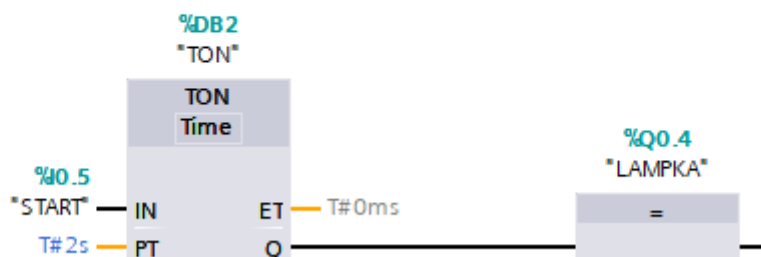 %DB2
"TON"
TON
Time
%Q0.4
"LAMPKA"
=
%I0.5
"START"
IN
ET
T#0ms
T#2s
PT
Q